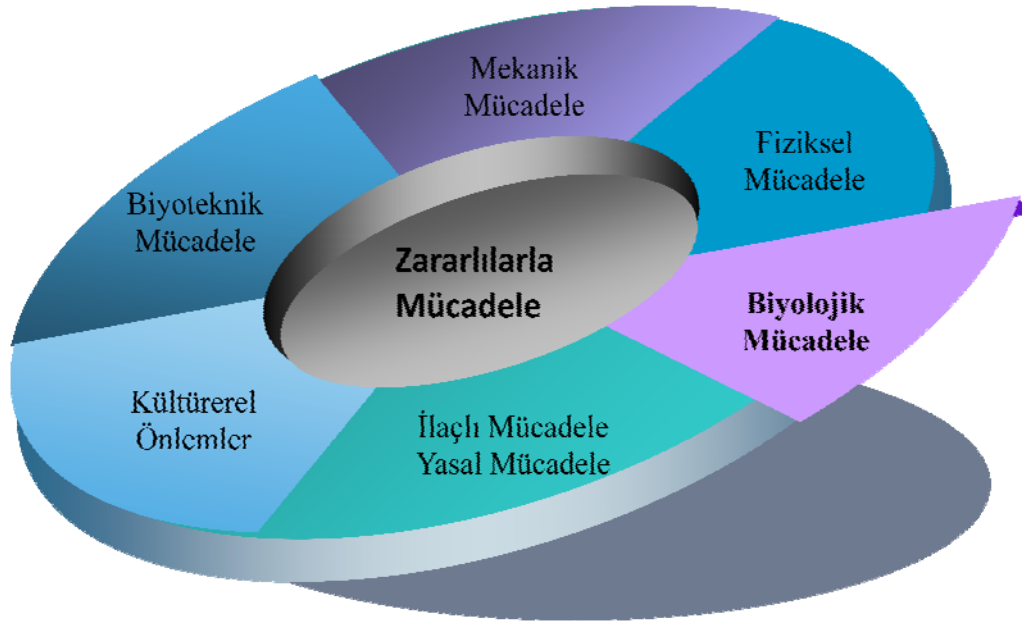 Mekanik
Mücadele
Fiziksel
Mücadele
Biyoteknik
Mücadele
Zararlılarla
Mücadele
Biyolojik
Mücadele
Kültürerel
Önlemler
İlaçlı Mücadele
Yasal Mücadele